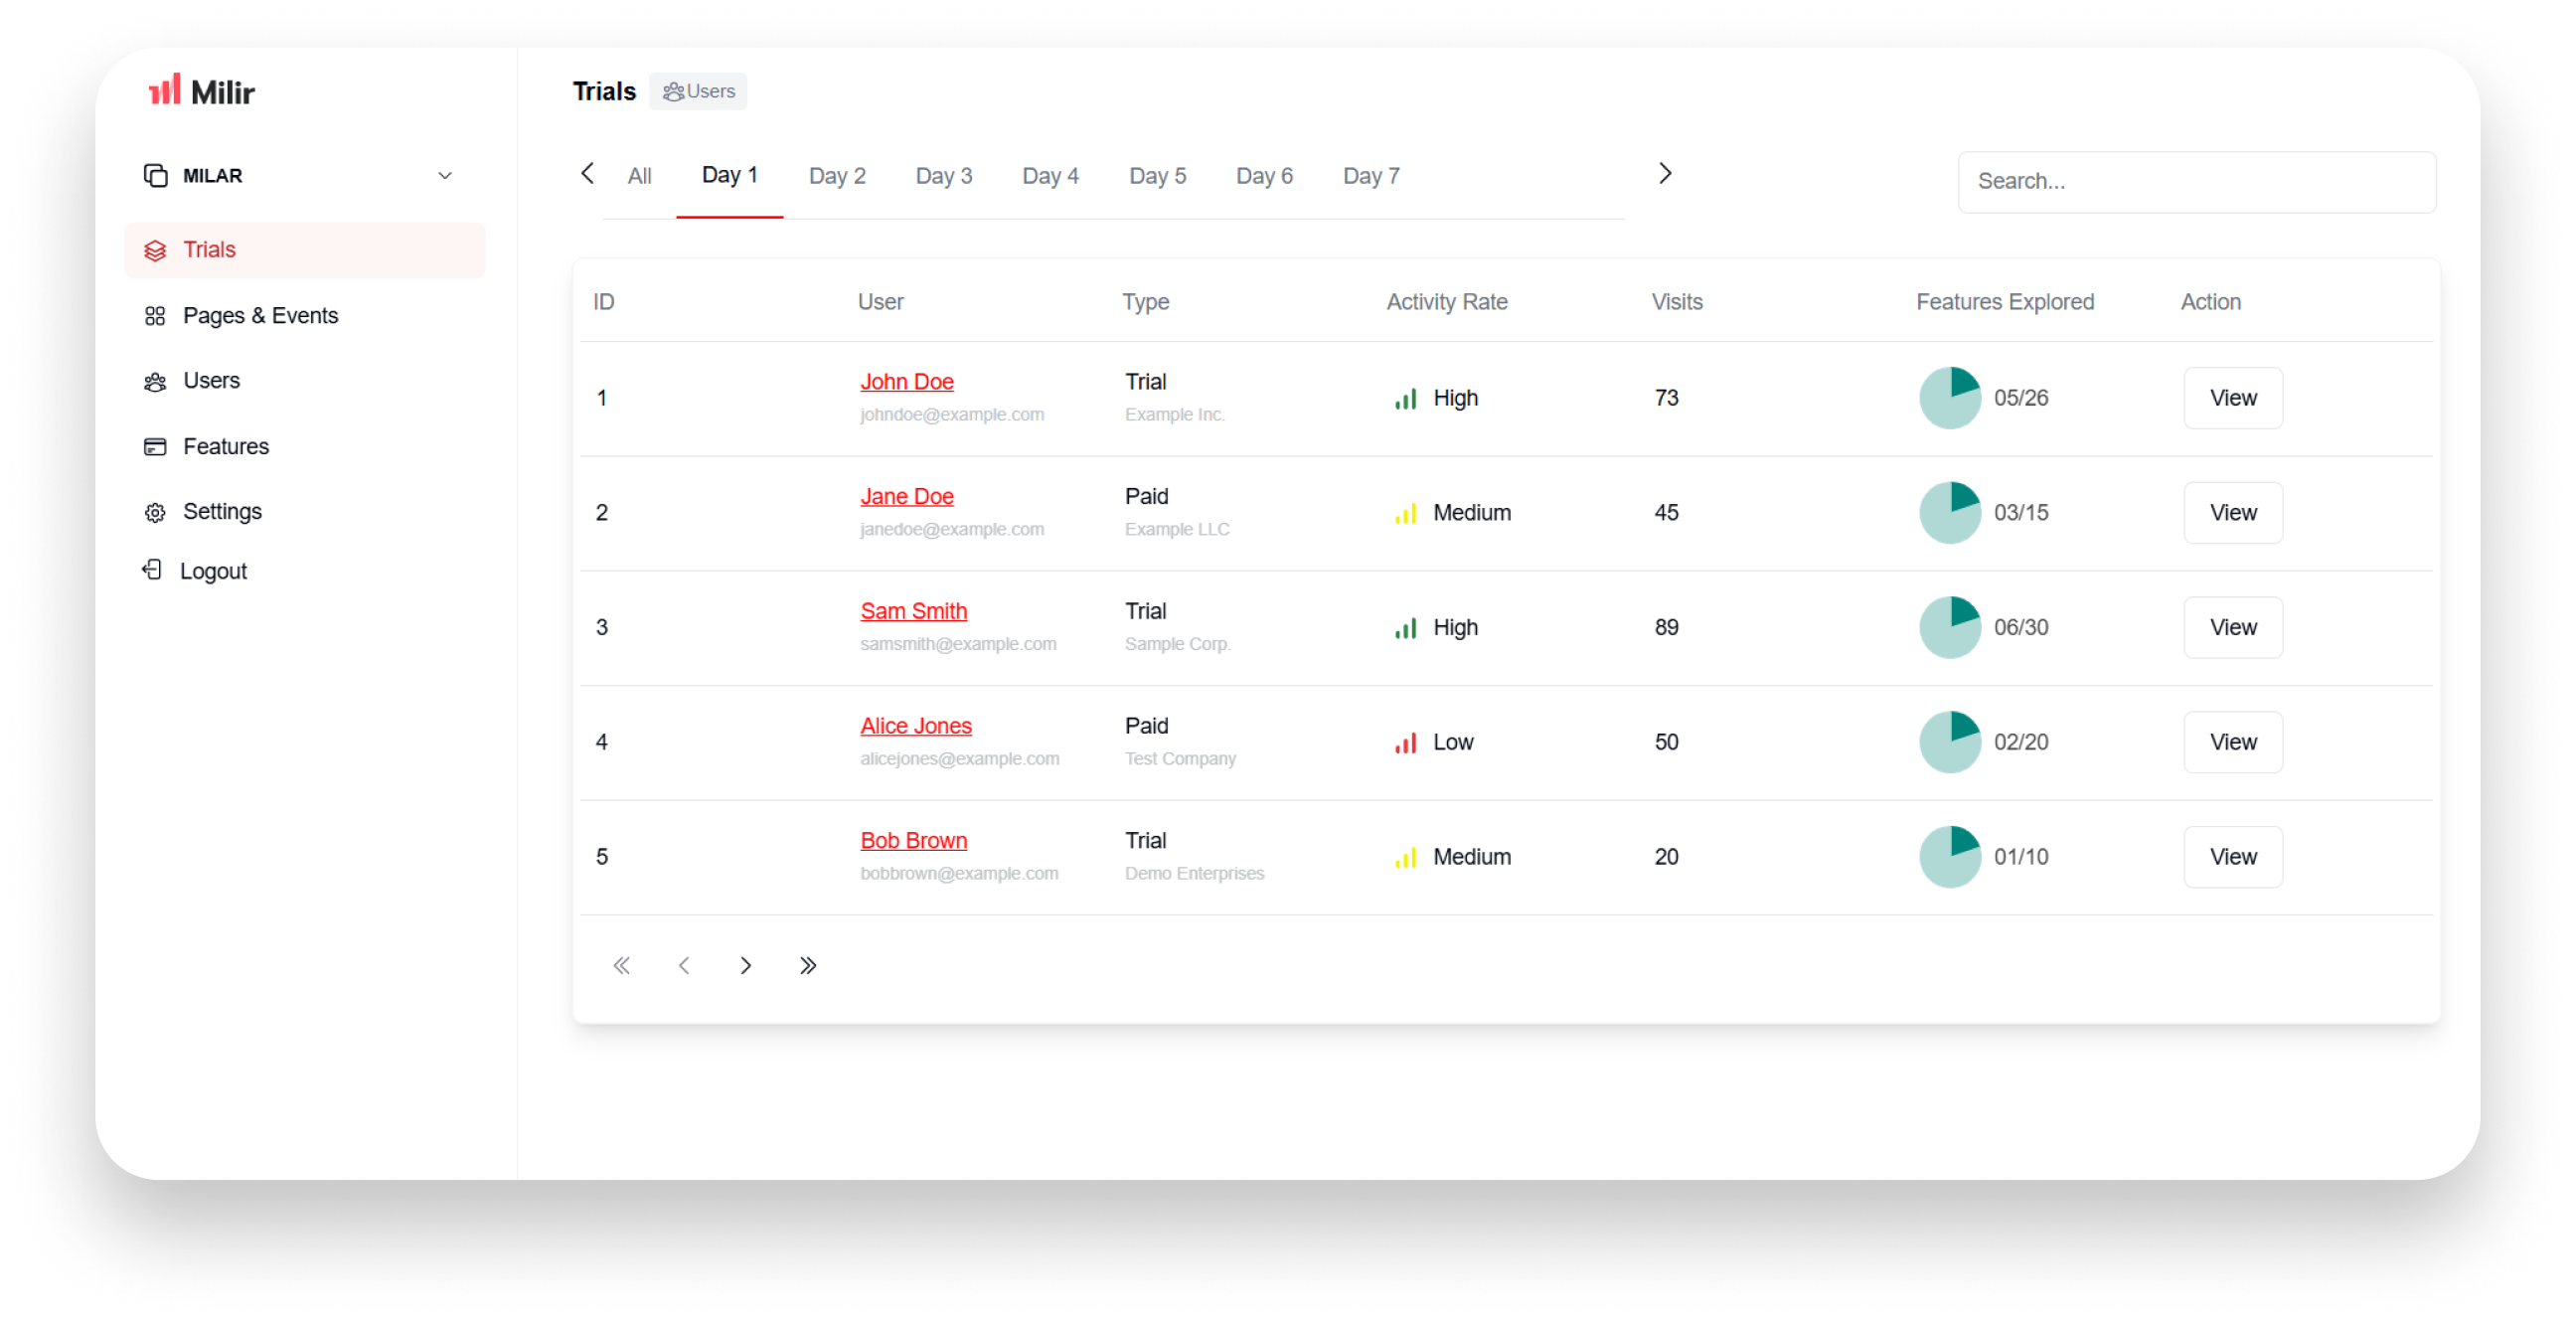 Milir
MILAR
Trials
Pages & Events
Users
Features
Settings
Logout
Trials Users
All Day 1 Day 2 Day 3 Day 4 Day 5 Day 6 Day 7 Search...
ID User Type Activity Rate Visits Features Explored Action
1 John Doe Trial High 73 05/26 View
johndoe@example.com Example Inc.
2 Jane Doe Paid Medium 45 03/15 View
janedoe@example.com Example LLC
3 Sam Smith Trial High 89 06/30 View
samsmith@example.com Sample Corp.
4 Alice Jones Paid Low 50 02/20 View
alicejones@example.com Test Company
5 Bob Brown Trial Medium 20 01/10 View
bobbrown@example.com Demo Enterprises